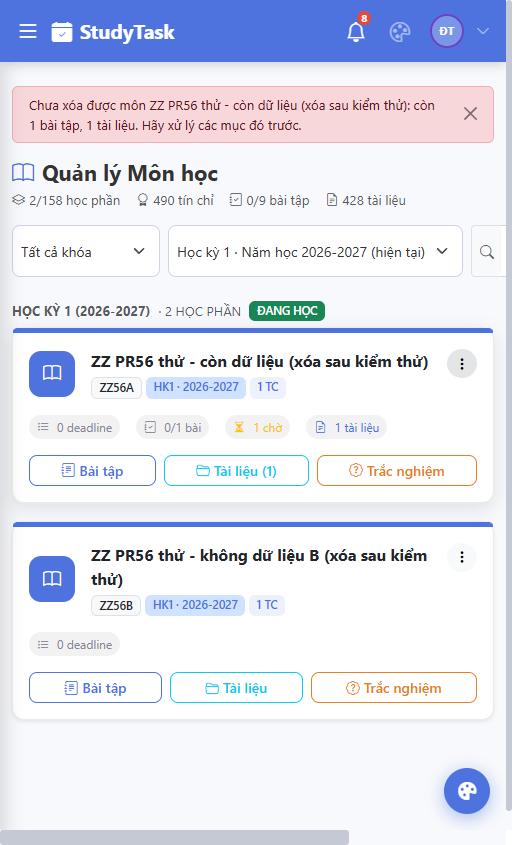 StudyTask
8
ĐT
Chưa xóa được môn ZZ PR56 thử - còn dữ liệu (xóa sau kiểm thử): còn
1 bài tập, 1 tài liệu. Hãy xử lý các mục đó trước.
Quản lý Môn học
2/158 học phần 490 tín chỉ 0/9 bài tập 428 tài liệu
Tất cả khóa
Học kỳ 1 · Năm học 2026-2027 (hiện tại)
HỌC KỲ 1 (2026-2027) · 2 HỌC PHẦN ĐANG HỌC
ZZ PR56 thử - còn dữ liệu (xóa sau kiểm thử)
ZZ56A HK1 · 2026-2027 1 TC
0 deadline 0/1 bài 1 chờ 1 tài liệu
Bài tập Tài liệu (1) Trắc nghiệm
ZZ PR56 thử - không dữ liệu B (xóa sau kiểm
thử)
ZZ56B HK1 · 2026-2027 1 TC
0 deadline
Bài tập Tài liệu Trắc nghiệm